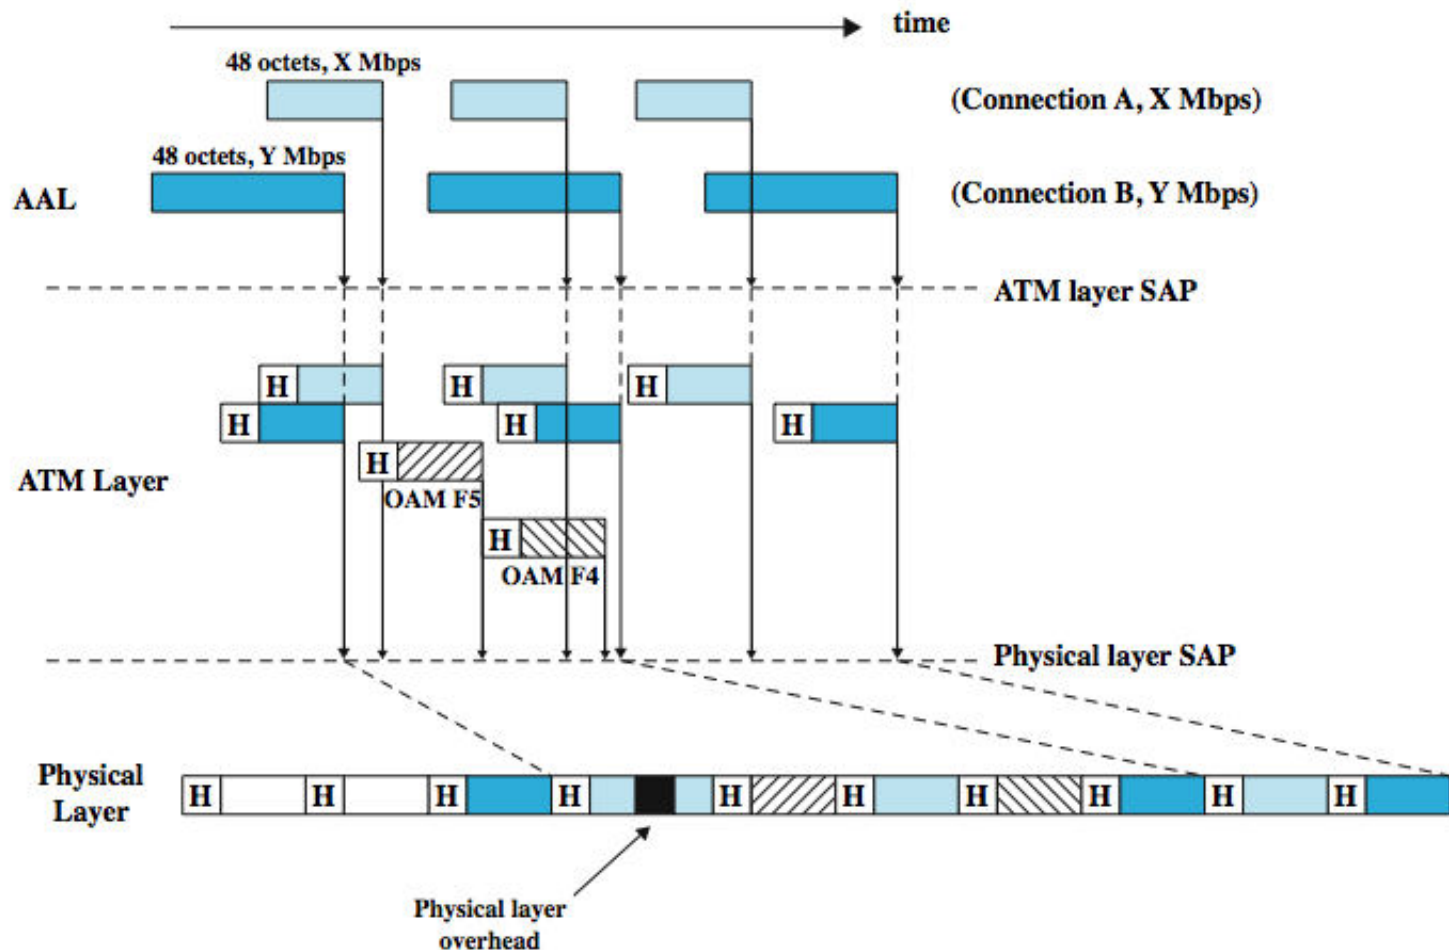 time
48 octets, X Mbps
(Connection A, X Mbps)
48 octets, Y Mbps
AAL
(Connection B, Y Mbps)
ATM layer SAP
H
H
H
H
H
H
H
ATM Layer
OAM F5
H
OAM F4
Physical layer SAP
Physical
Layer
H H H H H H H H H H
Physical layer
overhead